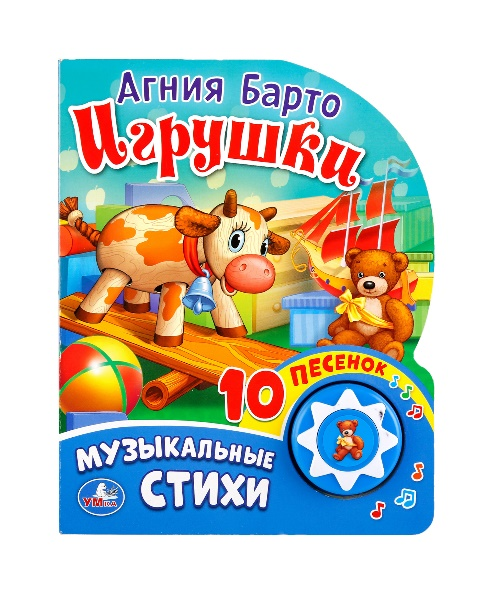 Агния Барто
Игрушки
10 ПЕСЕНОК
МУЗЫКАЛЬНЫЕ
СТИХИ
УМка